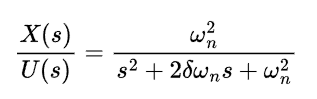 X(s)/U(s) = ω_n^2 / (s^2 + 2δω_n s + ω_n^2)